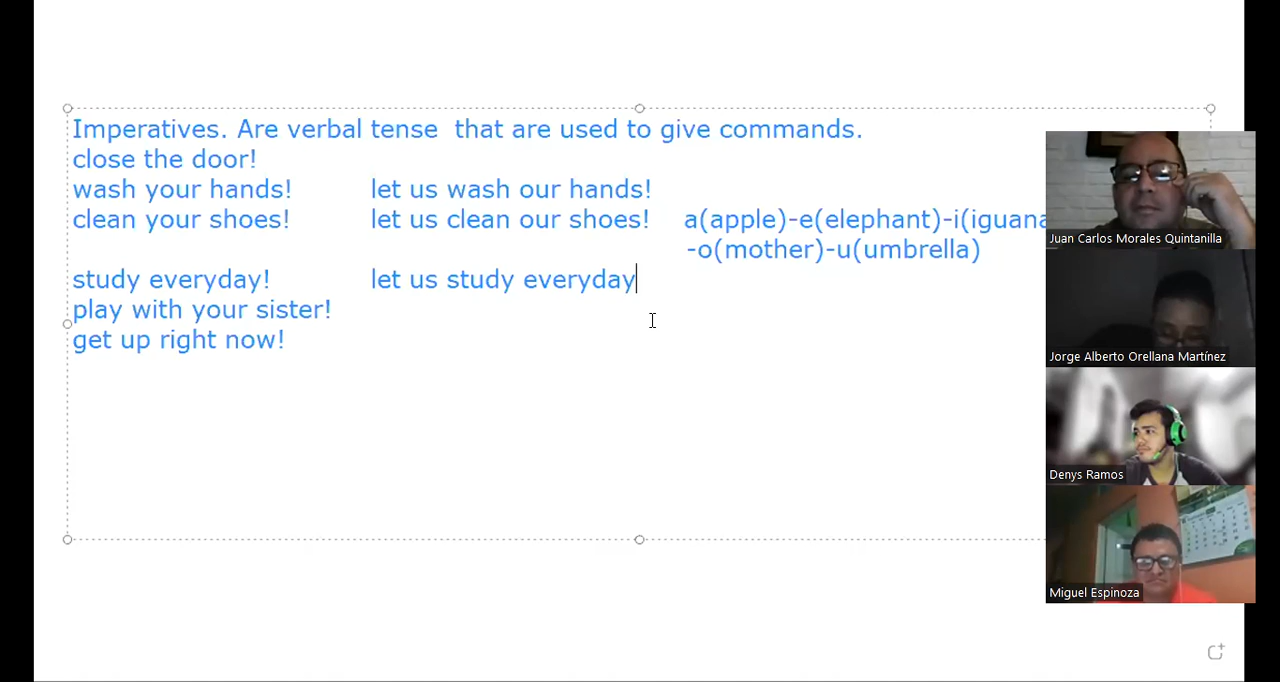 Imperatives. Are verbal tense that are used to give commands.
close the door!
wash your hands! let us wash our hands!
clean your shoes! let us clean our shoes! a(apple)-e(elephant)-i(iguana
-o(mother)-u(umbrella)
study everyday! let us study everyday
play with your sister!
get up right now!
Juan Carlos Morales Quintanilla
Jorge Alberto Orellana Martínez
Denys Ramos
Miguel Espinoza